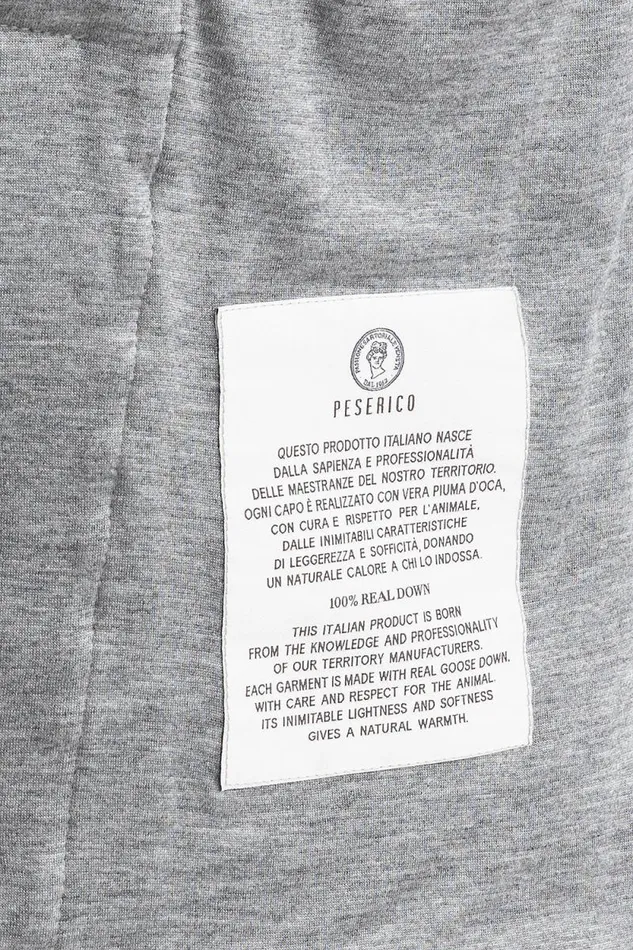 PESERICO
QUESTO PRODOTTO ITALIANO NASCE
DALLA SAPIENZA E PROFESSIONALITÀ
DELLE MAESTRANZE DEL NOSTRO TERRITORIO.
OGNI CAPO È REALIZZATO CON VERA PIUMA D'OCA,
CON CURA E RISPETTO PER L'ANIMALE,
DALLE INIMITABILI CARATTERISTICHE
DI LEGGEREZZA E SOFFICITÀ, DONANDO
UN NATURALE CALORE A CHI LO INDOSSA.
100% REAL DOWN
THIS ITALIAN PRODUCT IS BORN
FROM THE KNOWLEDGE AND PROFESSIONALITY
OF OUR TERRITORY MANUFACTURERS.
EACH GARMENT IS MADE WITH REAL GOOSE DOWN.
WITH CARE AND RESPECT FOR THE ANIMAL.
ITS INIMITABLE LIGHTNESS AND SOFTNESS
GIVES A NATURAL WARMTH.